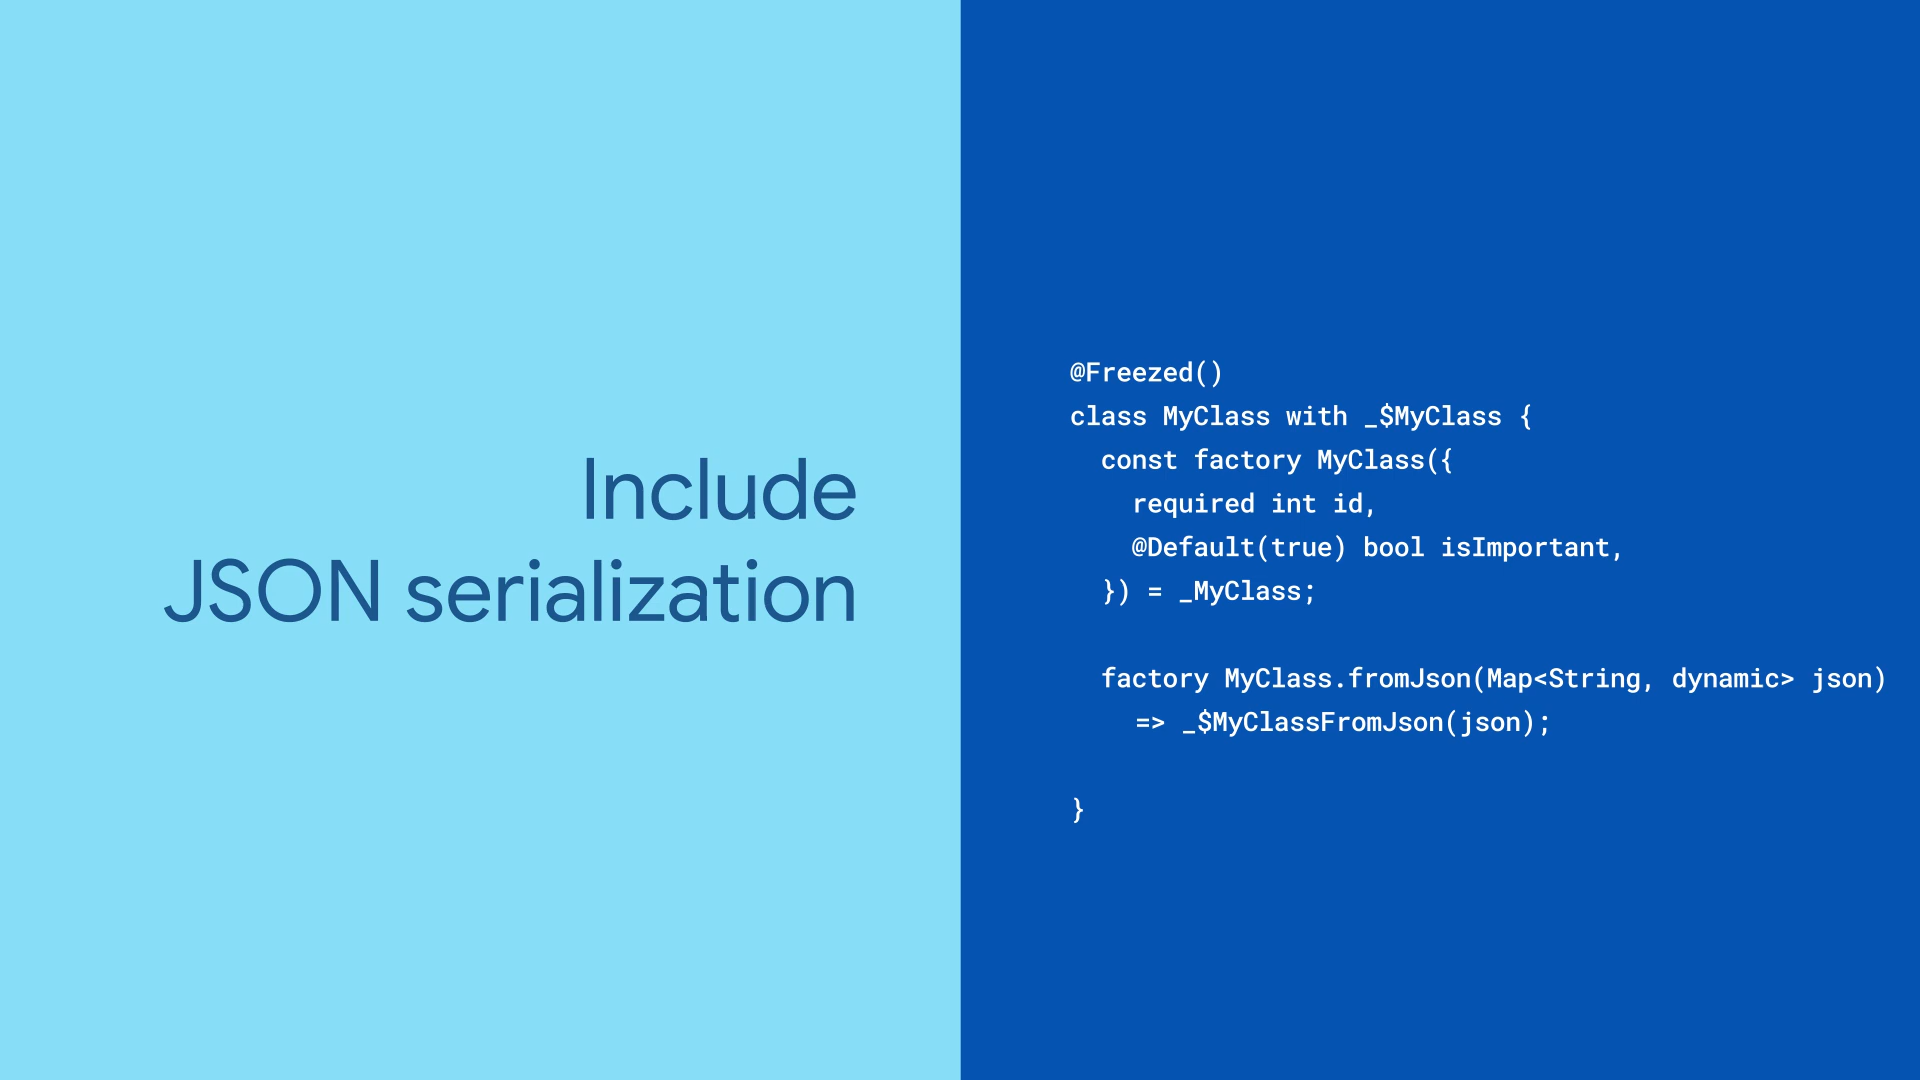 Include
JSON serialization
@Freezed()
class MyClass with _$MyClass {
  const factory MyClass({
    required int id,
    @Default(true) bool isImportant,
  }) = _MyClass;
  factory MyClass.fromJson(Map<String, dynamic> json)
    => _$MyClassFromJson(json);
}